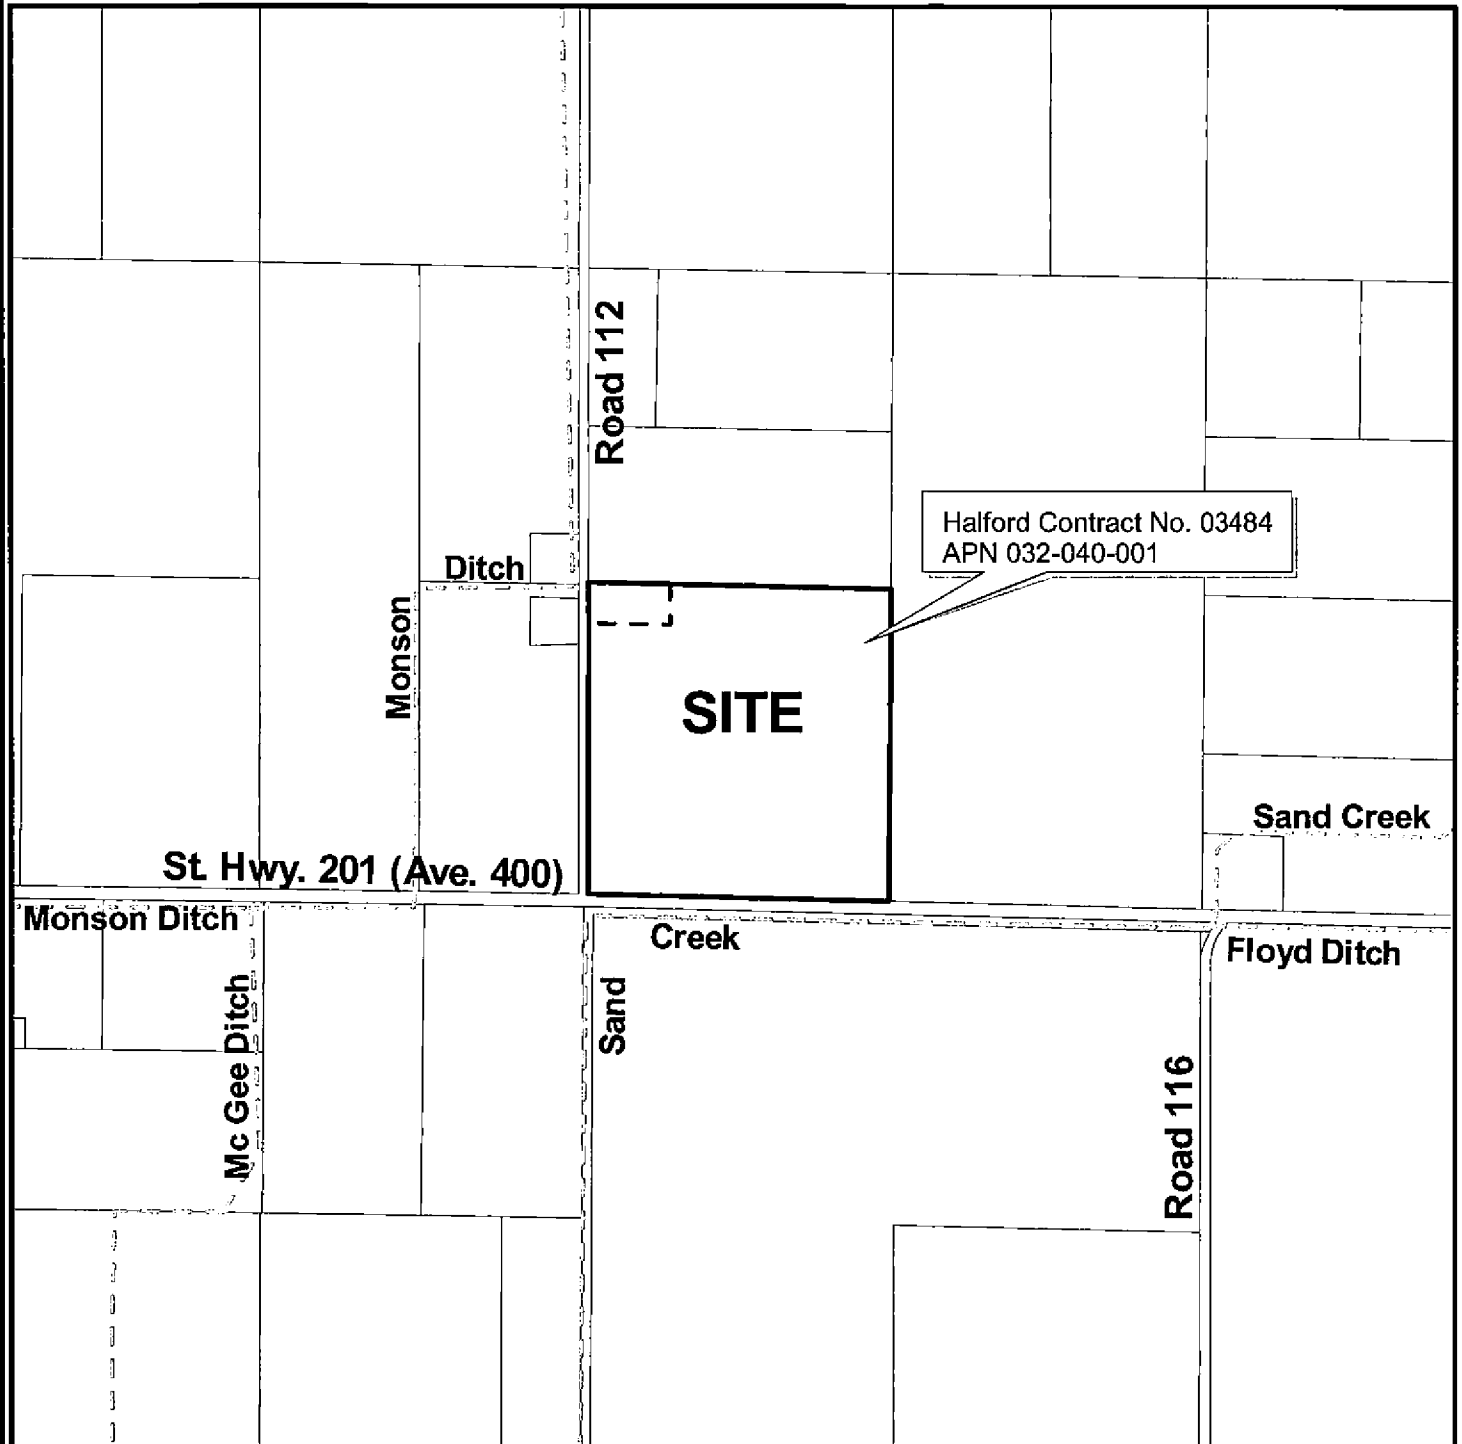 Road 112
Halford Contract No. 03484
APN 032-040-001
Ditch
Monson
SITE
Sand Creek
St. Hwy. 201 (Ave. 400)
Monson Ditch
Creek
Floyd Ditch
Mc Gee Ditch
Sand
Road 116